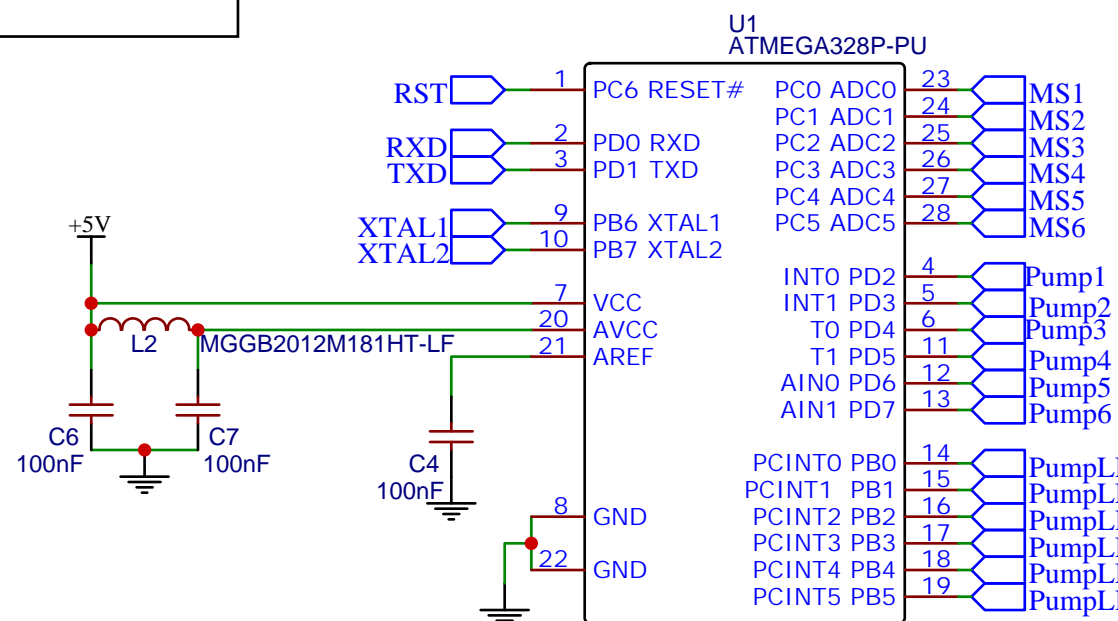 U1
ATMEGA328P-PU
RST 1 PC6 RESET# PC0 ADC0 23 MS1
PC1 ADC1 24 MS2
RXD 2 PD0 RXD PC2 ADC2 25 MS3
TXD 3 PD1 TXD PC3 ADC3 26 MS4
PC4 ADC4 27 MS5
XTAL1 9 PB6 XTAL1 PC5 ADC5 28 MS6
XTAL2 10 PB7 XTAL2
+5V
INT0 PD2 4 Pump1
7 VCC INT1 PD3 5 Pump2
L2 MGGB2012M181HT-LF 20 AVCC T0 PD4 6 Pump3
21 AREF T1 PD5 11 Pump4
AIN0 PD6 12 Pump5
AIN1 PD7 13 Pump6
C6
100nF
C7
100nF
C4
100nF
PCINT0 PB0 14
PCINT1 PB1 15
8 GND PCINT2 PB2 16
PCINT3 PB3 17
22 GND PCINT4 PB4 18
PCINT5 PB5 19